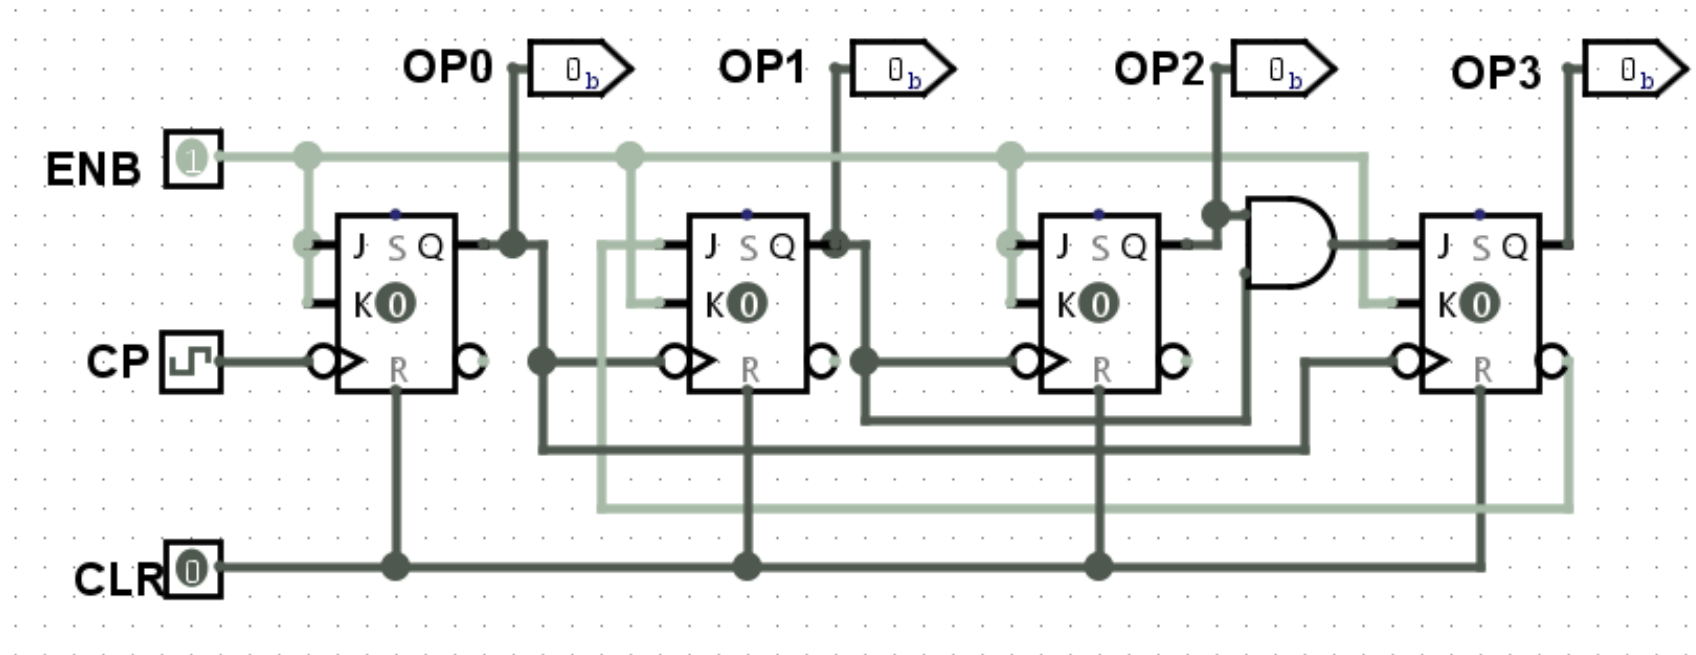 OP0 0b OP1 0b OP2 0b OP3 0b
ENB 1
J S Q J S Q J S Q J S Q
K 0 K 0 K 0 K 0
CP R R R R
CLR 0